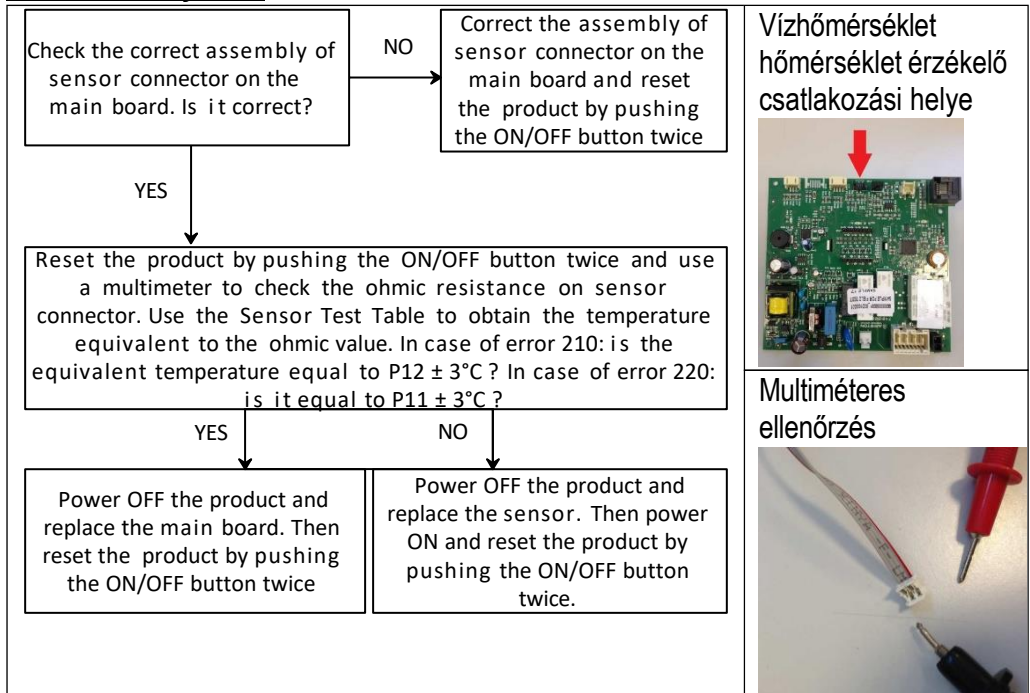 Check the correct assembly of
sensor connector on the
main board. Is it correct?
NO
Correct the assembly of
sensor connector on the
main board and reset
the product by pushing
the ON/OFF button twice
YES
Reset the product by pushing the ON/OFF button twice and use
a multimeter to check the ohmic resistance on sensor
connector. Use the Sensor Test Table to obtain the temperature
equivalent to the ohmic value. In case of error 210: is the
equivalent temperature equal to P12 ± 3°C ? In case of error 220:
is it equal to P11 ± 3°C ?
YES
NO
Power OFF the product and
replace the main board. Then
reset the product by pushing
the ON/OFF button twice
Power OFF the product and
replace the sensor. Then power
ON and reset the product by
pushing the ON/OFF button
twice.
Vízhőmérséklet
hőmérséklet érzékelő
csatlakozási helye
Multiméteres
ellenőrzés